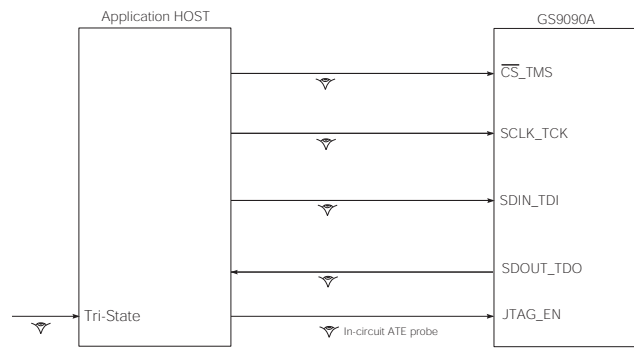 Application HOST
GS9090A
CS_TMS
SCLK_TCK
SDIN_TDI
SDOUT_TDO
Tri-State
JTAG_EN
In-circuit ATE probe